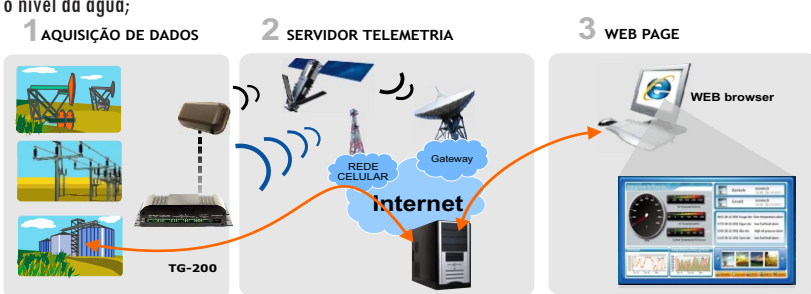 o nível da água;
1 AQUISIÇÃO DE DADOS
2 SERVIDOR TELEMETRIA
3 WEB PAGE
WEB browser
REDE
CELULAR
Gateway
Internet
TG-200